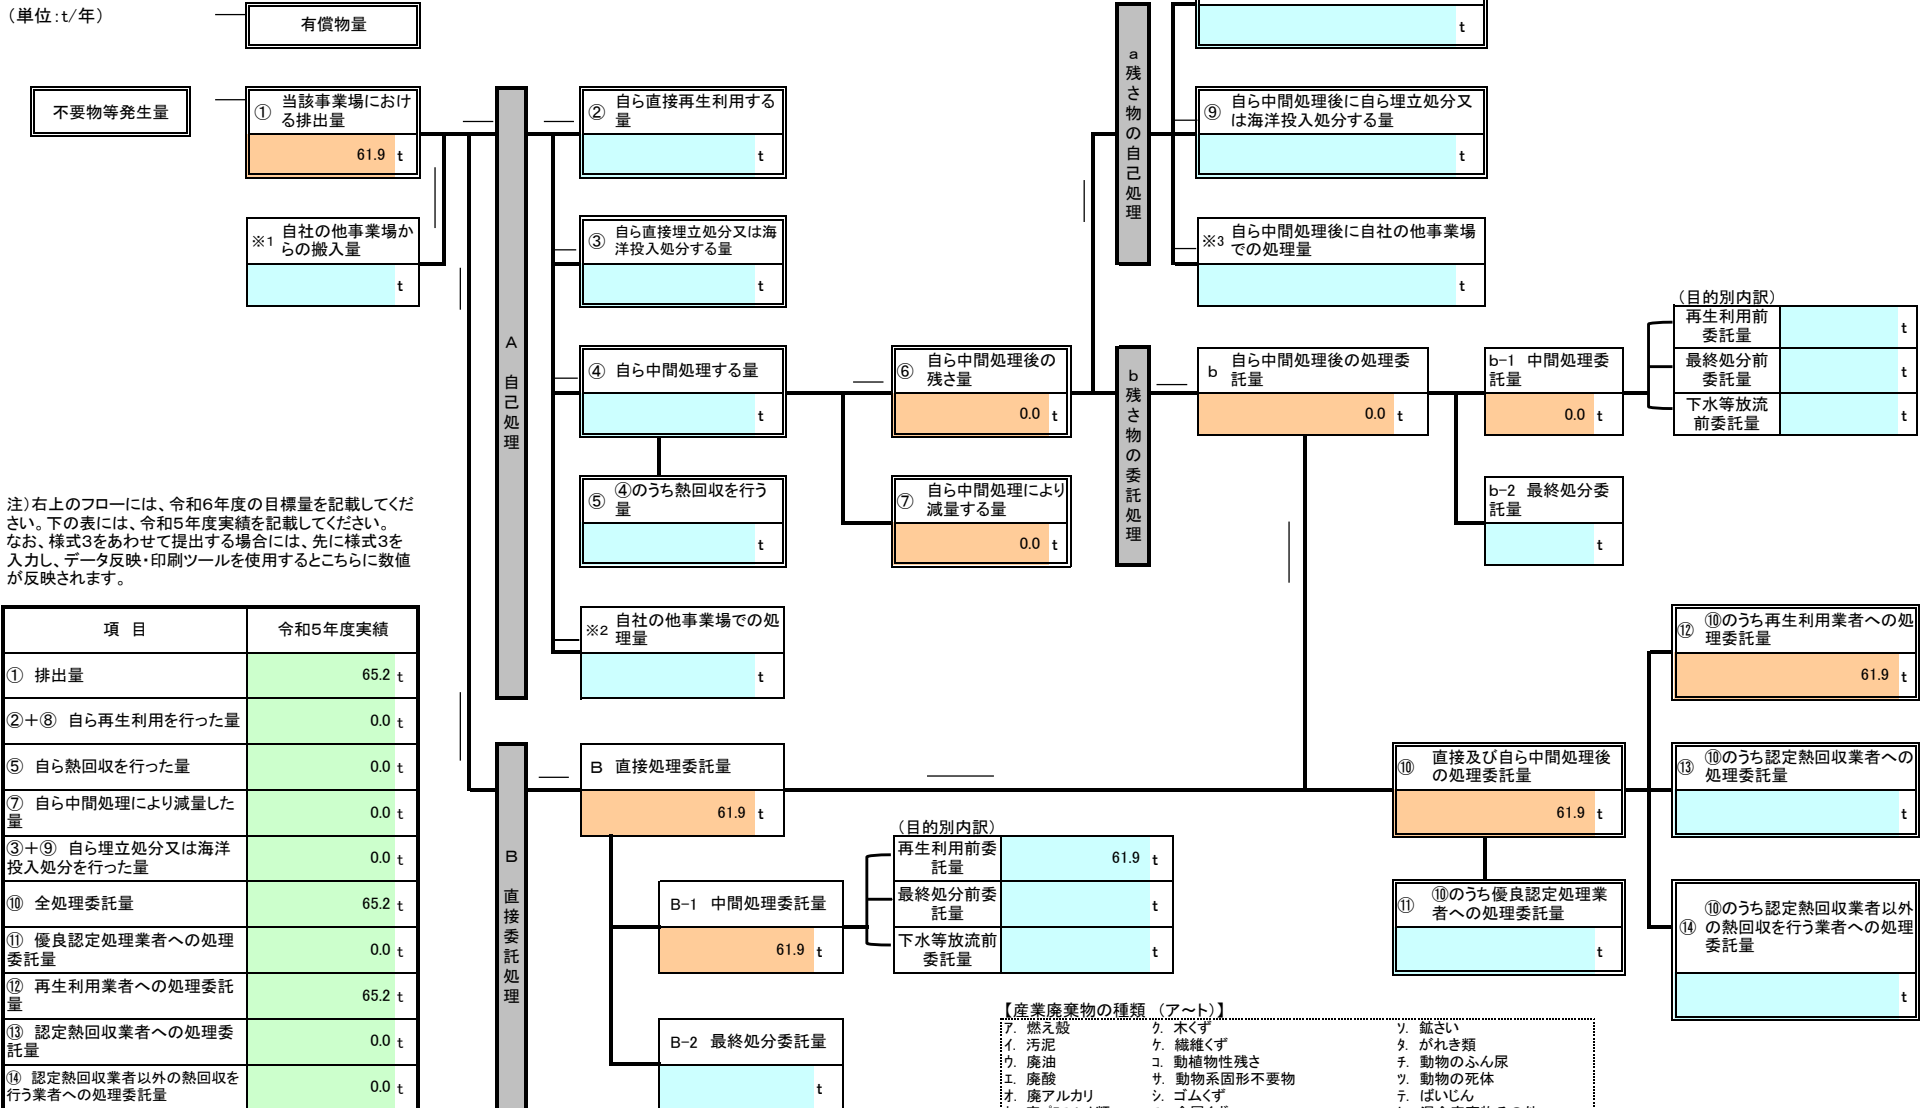 （単位：ｔ/年）
有償物量
ｔ
不要物等発生量
① 当該事業場におけ
る排出量
61.9 ｔ
※1 自社の他事業場か
らの搬入量
ｔ
A 自己処理
② 自ら直接再生利用する
量
ｔ
③ 自ら直接埋立処分又は海
洋投入処分する量
ｔ
④ 自ら中間処理する量
ｔ
⑤ ④のうち熱回収を行う
量
ｔ
※2 自社の他事業場での処
理量
ｔ
⑥ 自ら中間処理後の
残さ量
0.0 ｔ
⑦ 自ら中間処理により
減量する量
0.0 ｔ
a 残さ物の自己処理
⑨ 自ら中間処理後に自ら埋立処分又
は海洋投入処分する量
ｔ
※3 自ら中間処理後に自社の他事業場
での処理量
ｔ
b 残さ物の委託処理
b 自ら中間処理後の処理委
託量
0.0 ｔ
b-1 中間処理委
託量
0.0 ｔ
（目的別内訳）
再生利用前
委託量
ｔ
最終処分前
委託量
ｔ
下水等放流
前委託量
ｔ
b-2 最終処分委
託量
ｔ
注）右上のフローには、令和６年度の目標量を記載してくだ
さい。下の表には、令和５年度実績を記載してください。
なお、様式３をあわせて提出する場合には、先に様式３を
入力し、データ反映・印刷ツールを使用するとこちらに数値
が反映されます。
項 目 令和５年度実績
① 排出量 65.2 ｔ
②＋⑧ 自ら再生利用を行った量 0.0 ｔ
⑤ 自ら熱回収を行った量 0.0 ｔ
⑦ 自ら中間処理により減量した
量 0.0 ｔ
③＋⑨ 自ら埋立処分又は海洋
投入処分を行った量 0.0 ｔ
⑩ 全処理委託量 65.2 ｔ
⑪ 優良認定処理業者への処理
委託量 0.0 ｔ
⑫ 再生利用業者への処理委託
量 65.2 ｔ
⑬ 認定熱回収業者への処理委
託量 0.0 ｔ
⑭ 認定熱回収業者以外の熱回収を
行う業者への処理委託量 0.0 ｔ
B 直接委託処理
B 直接処理委託量
61.9 ｔ
B-1 中間処理委託量
61.9 ｔ
（目的別内訳）
再生利用前委
託量
61.9 ｔ
最終処分前委
託量
ｔ
下水等放流前
委託量
ｔ
B-2 最終処分委託量
ｔ
⑩ 直接及び自ら中間処理後
の処理委託量
61.9 ｔ
⑪ ⑩のうち優良認定処理業
者への処理委託量
ｔ
⑫ ⑩のうち再生利用業者への処
理委託量
61.9 ｔ
⑬ ⑩のうち認定熱回収業者への
処理委託量
ｔ
⑭ ⑩のうち認定熱回収業者以外
の熱回収を行う業者への処理
委託量
ｔ
【産業廃棄物の種類 （ア～ト）】
ｱ. 燃え殻 ｸ. 木くず ｿ. 鉱さい
ｲ. 汚泥 ｹ. 繊維くず ﾀ. がれき類
ｳ. 廃油 ｺ. 動植物性残さ ﾁ. 動物のふん尿
ｴ. 廃酸 ｻ. 動物系固形不要物 ﾂ. 動物の死体
ｵ. 廃アルカリ ｼ. ゴムくず ﾃ. ばいじん